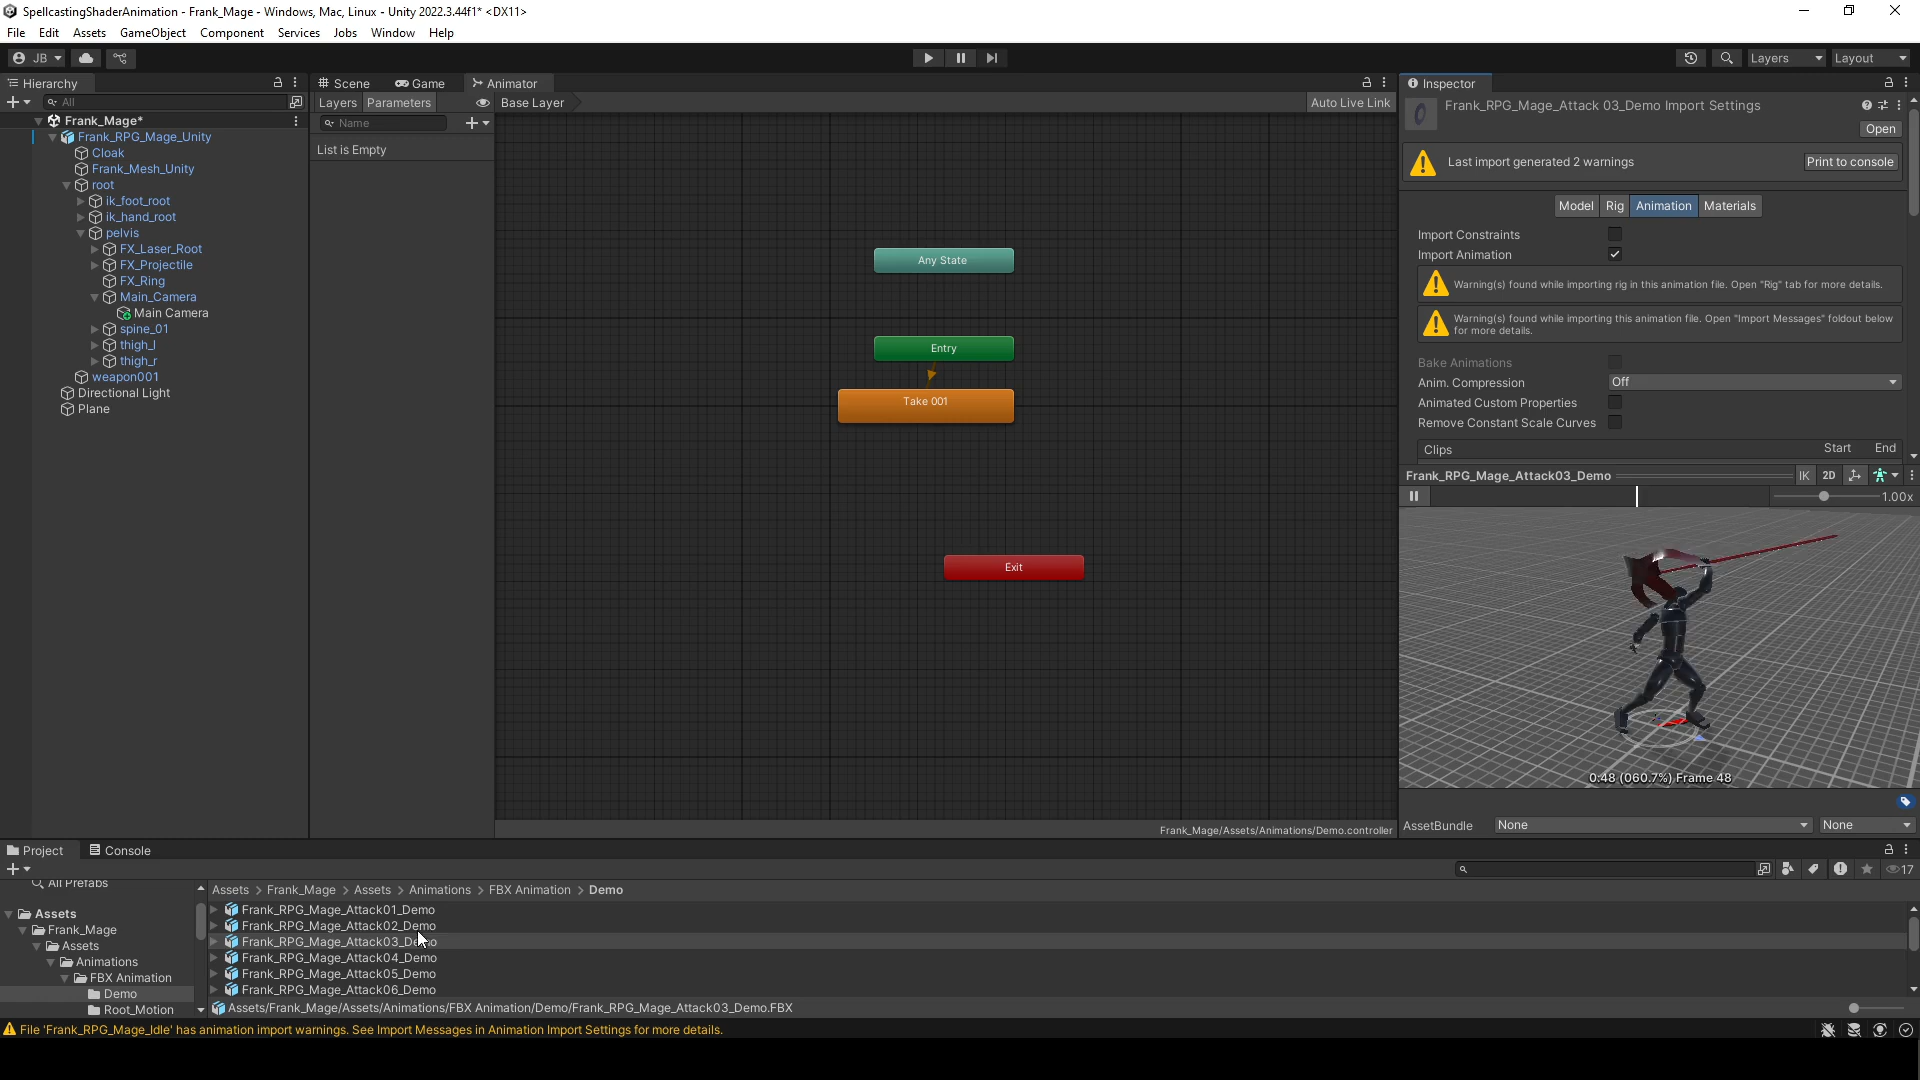 SpellcastingShaderAnimation - Frank_Mage - Windows, Mac, Linux - Unity 2022.3.44f1* <DX11>
File Edit Assets GameObject Component Services Jobs Window Help
JB
Layers
Layout
Hierarchy
All
Frank_Mage*
Frank_RPG_Mage_Unity
Cloak
Frank_Mesh_Unity
root
ik_foot_root
ik_hand_root
pelvis
FX_Laser_Root
FX_Projectile
FX_Ring
Main_Camera
Main Camera
spine_01
thigh_l
thigh_r
weapon001
Directional Light
Plane
Scene
Game
Animator
Layers
Parameters
Base Layer
Auto Live Link
Name
List is Empty
Any State
Entry
Take 001
Exit
Frank_Mage/Assets/Animations/Demo.controller
Inspector
Frank_RPG_Mage_Attack 03_Demo Import Settings
Open
Last import generated 2 warnings
Print to console
Model
Rig
Animation
Materials
Import Constraints
Import Animation
Warning(s) found while importing rig in this animation file. Open "Rig" tab for more details.
Warning(s) found while importing this animation file. Open "Import Messages" foldout below
for more details.
Bake Animations
Anim. Compression
Off
Animated Custom Properties
Remove Constant Scale Curves
Clips
Start
End
Frank_RPG_Mage_Attack03_Demo
IK
2D
1.00x
0:48 (060.7%) Frame 48
AssetBundle
None
None
Project
Console
17
All Prefabs
Assets
Frank_Mage
Assets
Animations
FBX Animation
Demo
Root_Motion
Assets > Frank_Mage > Assets > Animations > FBX Animation > Demo
Frank_RPG_Mage_Attack01_Demo
Frank_RPG_Mage_Attack02_Demo
Frank_RPG_Mage_Attack03_Demo
Frank_RPG_Mage_Attack04_Demo
Frank_RPG_Mage_Attack05_Demo
Frank_RPG_Mage_Attack06_Demo
Assets/Frank_Mage/Assets/Animations/FBX Animation/Demo/Frank_RPG_Mage_Attack03_Demo.FBX
File 'Frank_RPG_Mage_Idle' has animation import warnings. See Import Messages in Animation Import Settings for more details.